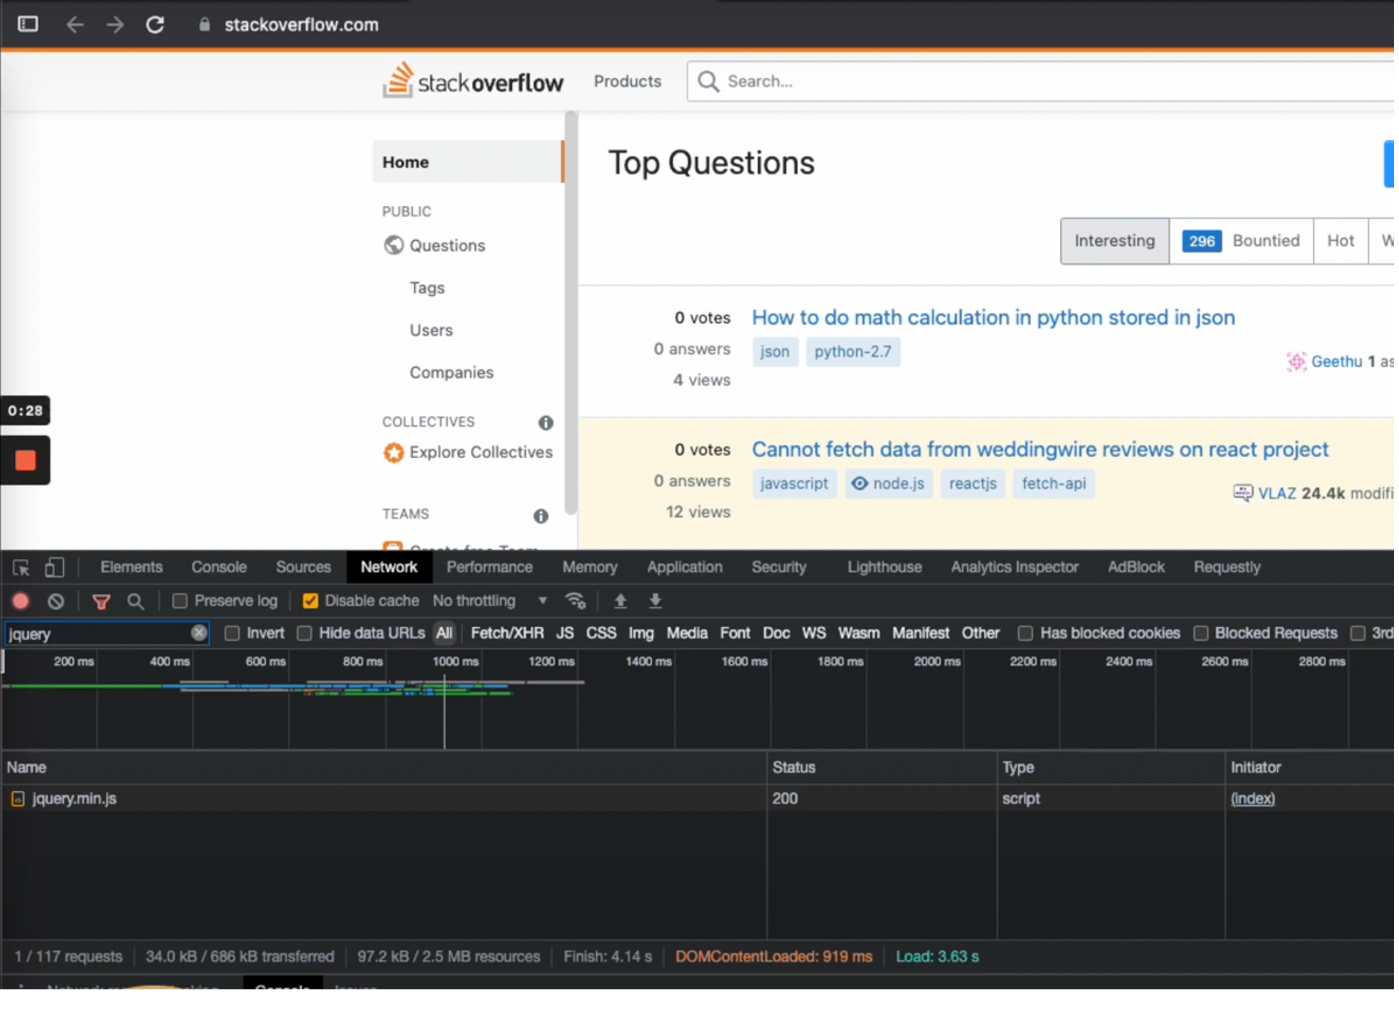 stackoverflow.com
stackoverflow Products Search...
Home
Top Questions
PUBLIC
Questions
Interesting 296 Bountied Hot W
Tags
0 votes How to do math calculation in python stored in json
Users
0 answers json python-2.7
Geethu 1 as
Companies
4 views
0:28
COLLECTIVES
Explore Collectives
0 votes Cannot fetch data from weddingwire reviews on react project
0 answers javascript node.js reactjs fetch-api
VLAZ 24.4k modifi
TEAMS
12 views
Create free Team
Elements Console Sources Network Performance Memory Application Security Lighthouse Analytics Inspector AdBlock Requestly
Preserve log Disable cache No throttling
jquery Invert Hide data URLs All Fetch/XHR JS CSS Img Media Font Doc WS Wasm Manifest Other Has blocked cookies Blocked Requests 3rd
200 ms 400 ms 600 ms 800 ms 1000 ms 1200 ms 1400 ms 1600 ms 1800 ms 2000 ms 2200 ms 2400 ms 2600 ms 2800 ms
Name Status Type Initiator
jquery.min.js 200 script (index)
1 / 117 requests 34.0 kB / 686 kB transferred 97.2 kB / 2.5 MB resources Finish: 4.14 s DOMContentLoaded: 919 ms Load: 3.63 s
Console Issues